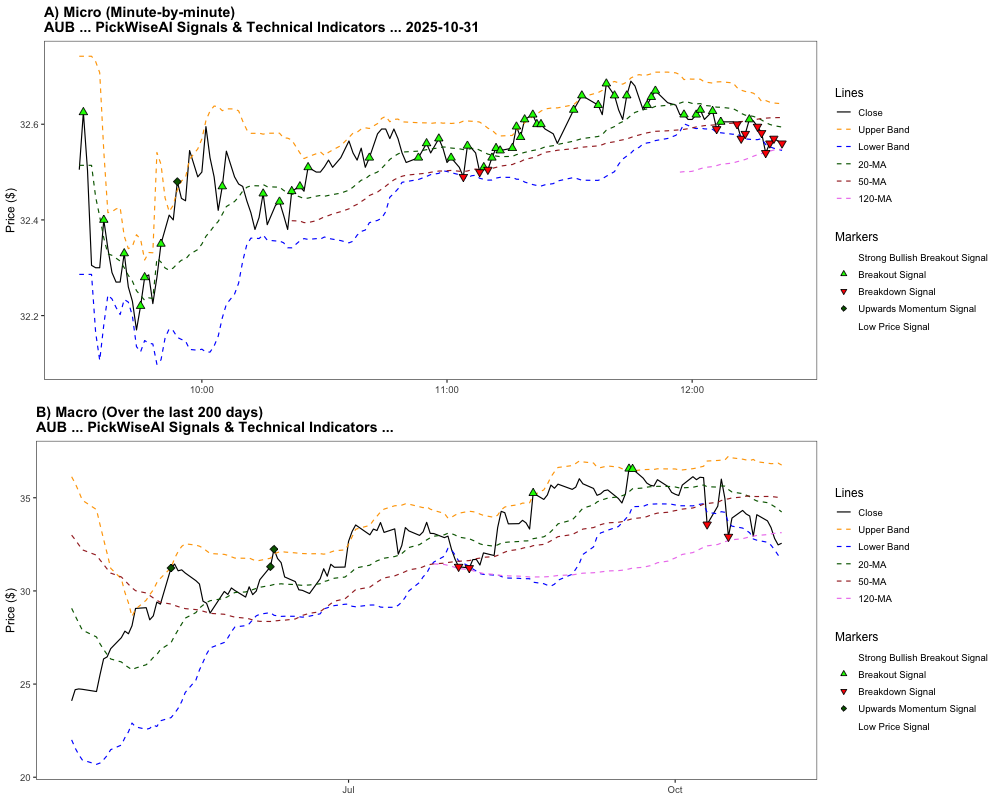 A) Micro (Minute-by-minute)
AUB ... PickWiseAI Signals & Technical Indicators ... 2025-10-31
Price ($)
32.6
32.4
32.2
10:00
11:00
12:00
Lines
Close
Upper Band
Lower Band
20-MA
50-MA
120-MA
Markers
Strong Bullish Breakout Signal
Breakout Signal
Breakdown Signal
Upwards Momentum Signal
Low Price Signal
B) Macro (Over the last 200 days)
AUB ... PickWiseAI Signals & Technical Indicators ...
Price ($)
35
30
25
20
Jul
Oct
Lines
Close
Upper Band
Lower Band
20-MA
50-MA
120-MA
Markers
Strong Bullish Breakout Signal
Breakout Signal
Breakdown Signal
Upwards Momentum Signal
Low Price Signal